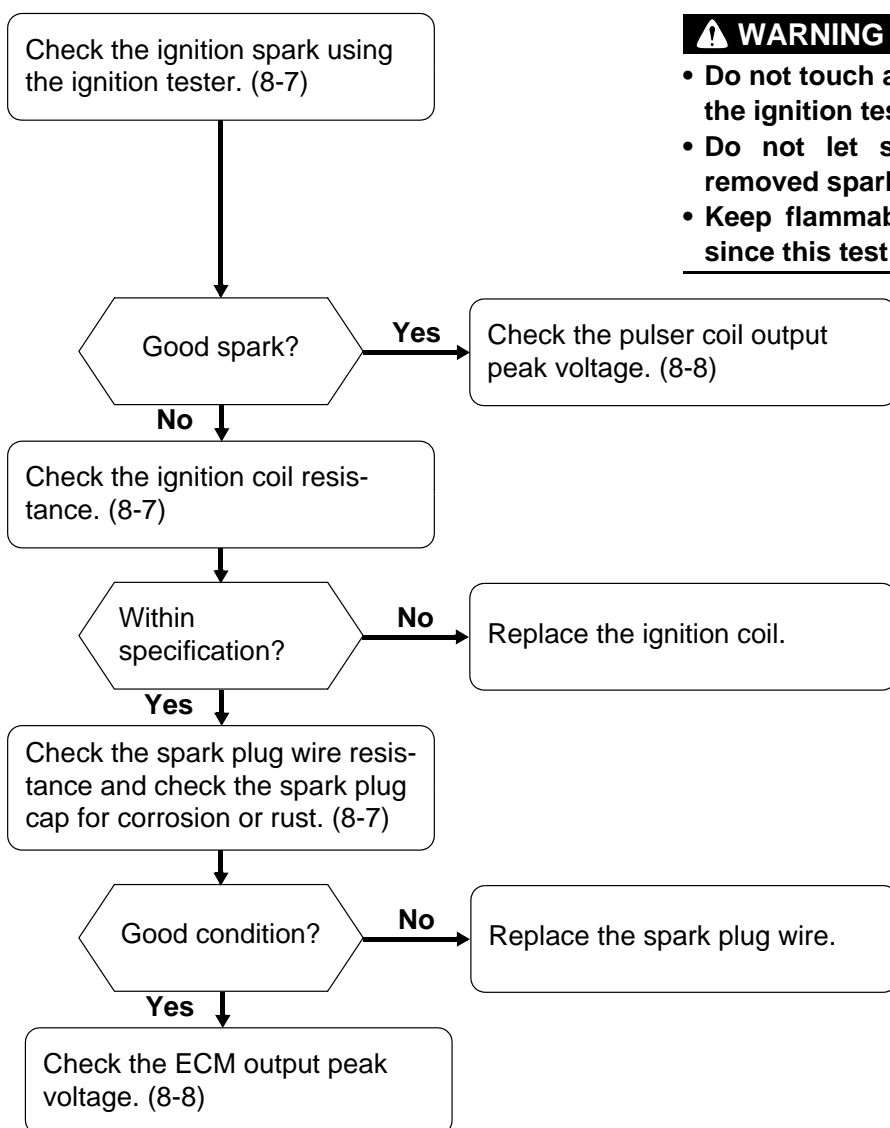 Check the ignition spark using
the ignition tester. (8-7)
WARNING
• Do not touch
the ignition
• Do not let
removed
• Keep
since this test
Good spark?
Yes
Check the pulser coil output
peak voltage. (8-8)
No
Check the ignition coil resis-
tance. (8-7)
Within
specification?
No
Replace the ignition coil.
Yes
Check the spark plug wire resis-
tance and check the spark plug
cap for corrosion or rust. (8-7)
Good condition?
No
Replace the spark plug wire.
Yes
Check the ECM output peak
voltage. (8-8)